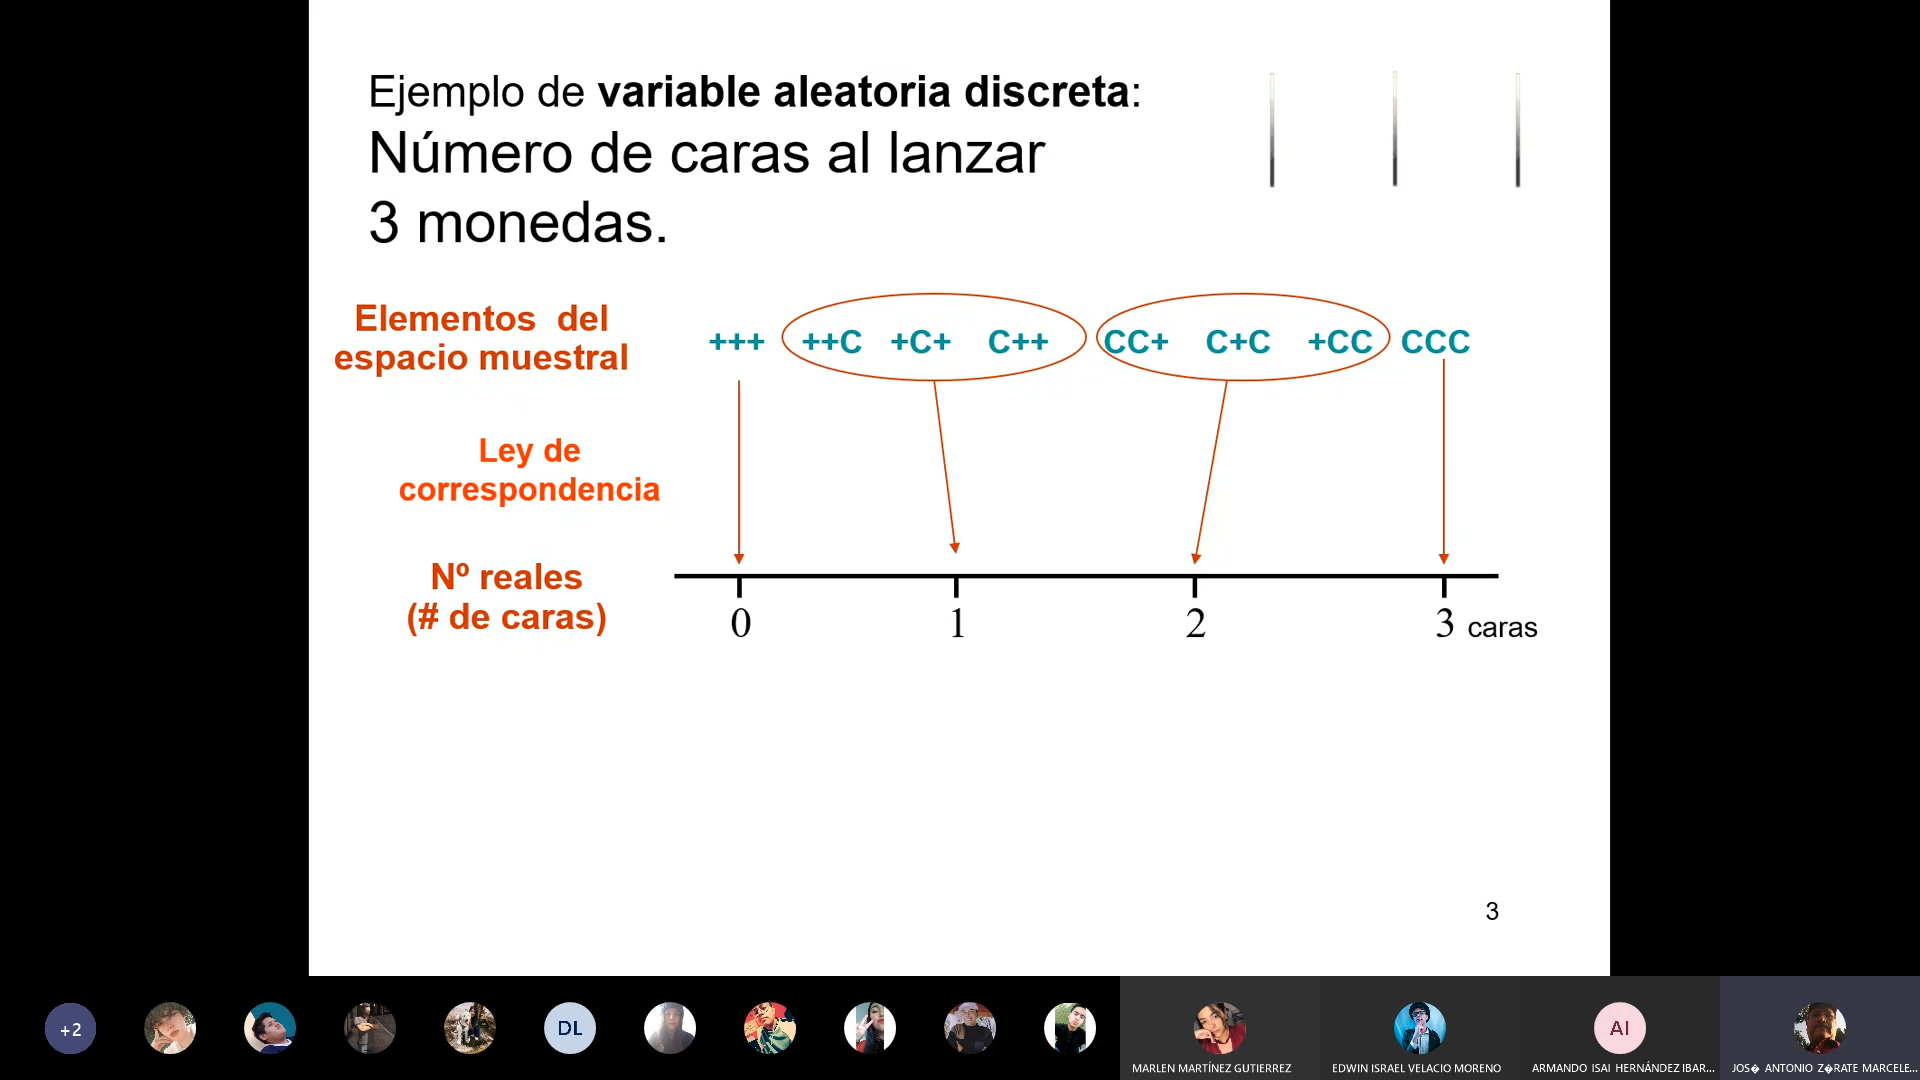 Ejemplo de variable aleatoria discreta:
Número de caras al lanzar
3 monedas.
Elementos del
espacio muestral
+++ ++C +C+ C++ CC+ C+C +CC CCC
Ley de
correspondencia
Nº reales
(# de caras)
0 1 2 3 caras
3
+2
DL
AI
MARLEN MARTÍNEZ GUTIERREZ
EDWIN ISRAEL VELACIO MORENO
ARMANDO ISAI HERNÁNDEZ IBAR...
JOS� ANTONIO Z�RATE MARCELE...